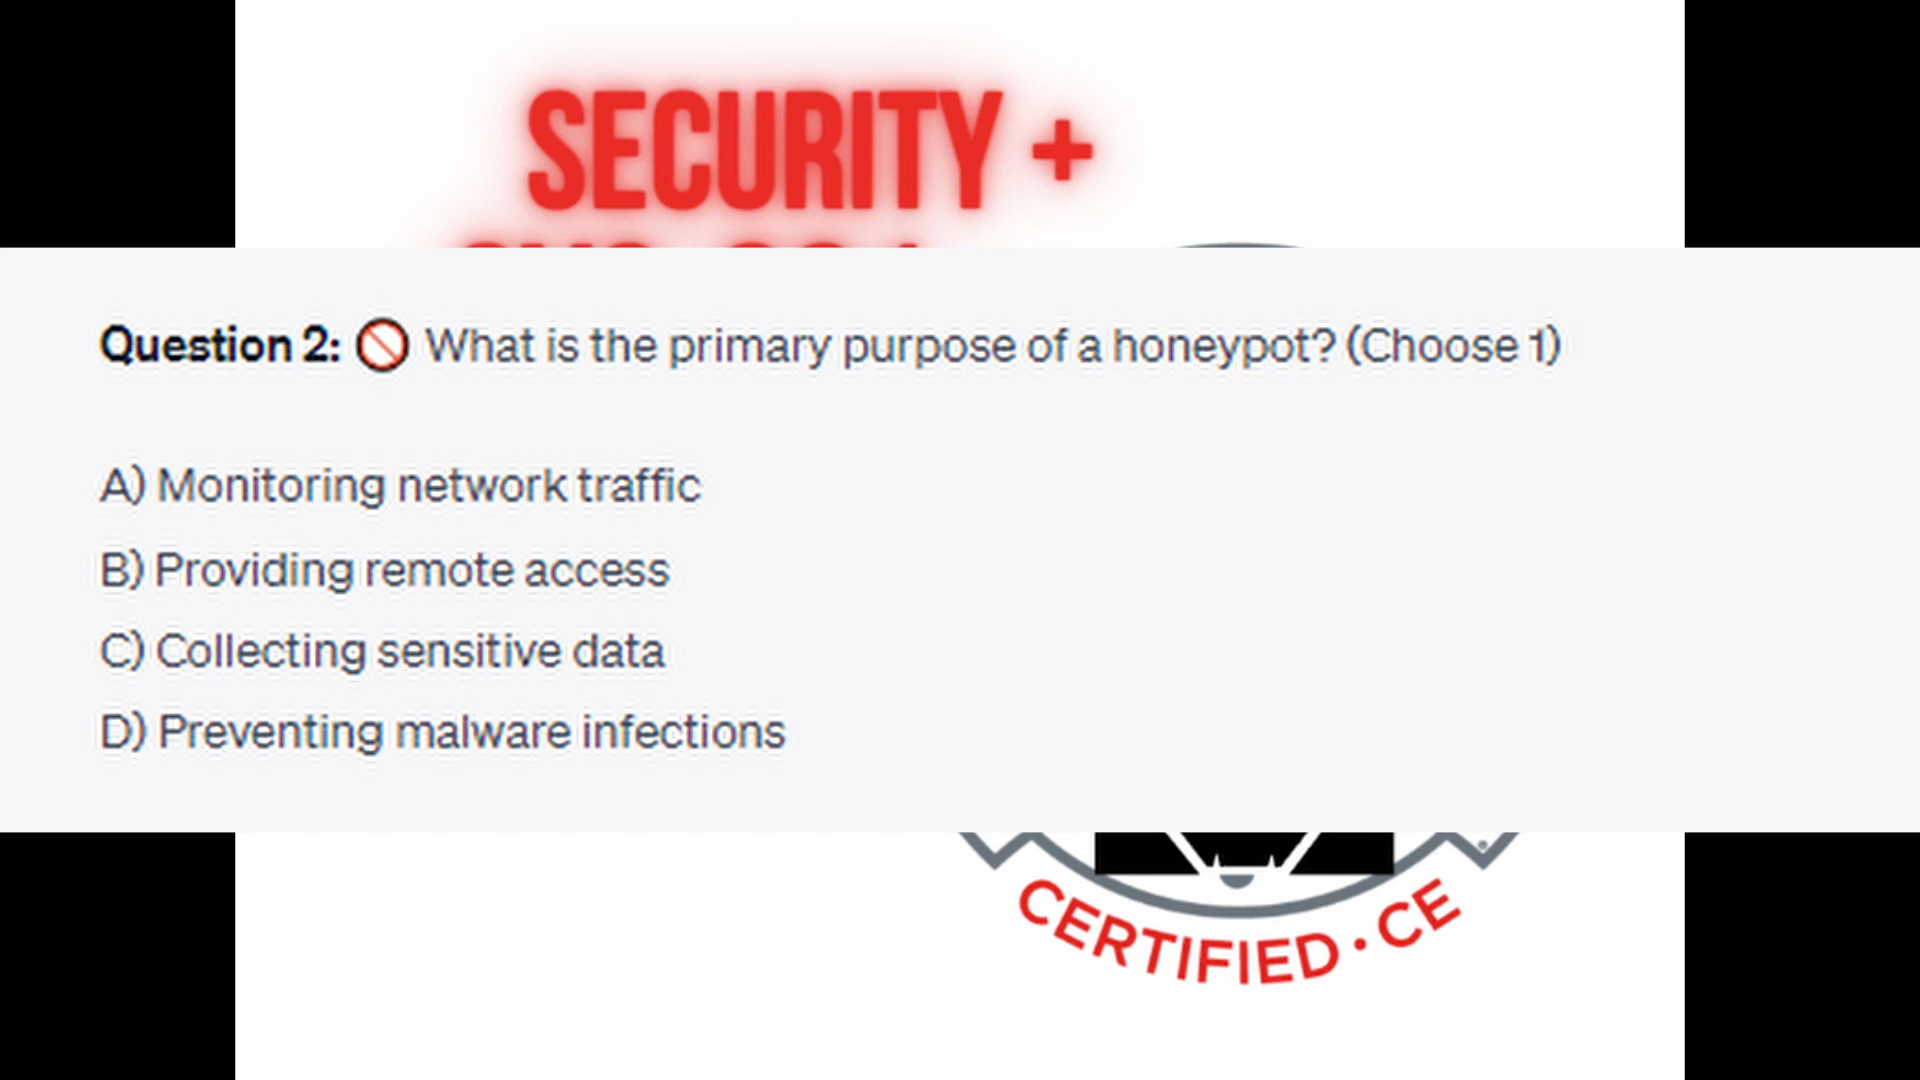 SECURITY +
Question 2: 🚫 What is the primary purpose of a honeypot? (Choose 1)
A) Monitoring network traffic
B) Providing remote access
C) Collecting sensitive data
D) Preventing malware infections
CERTIFIED · CE